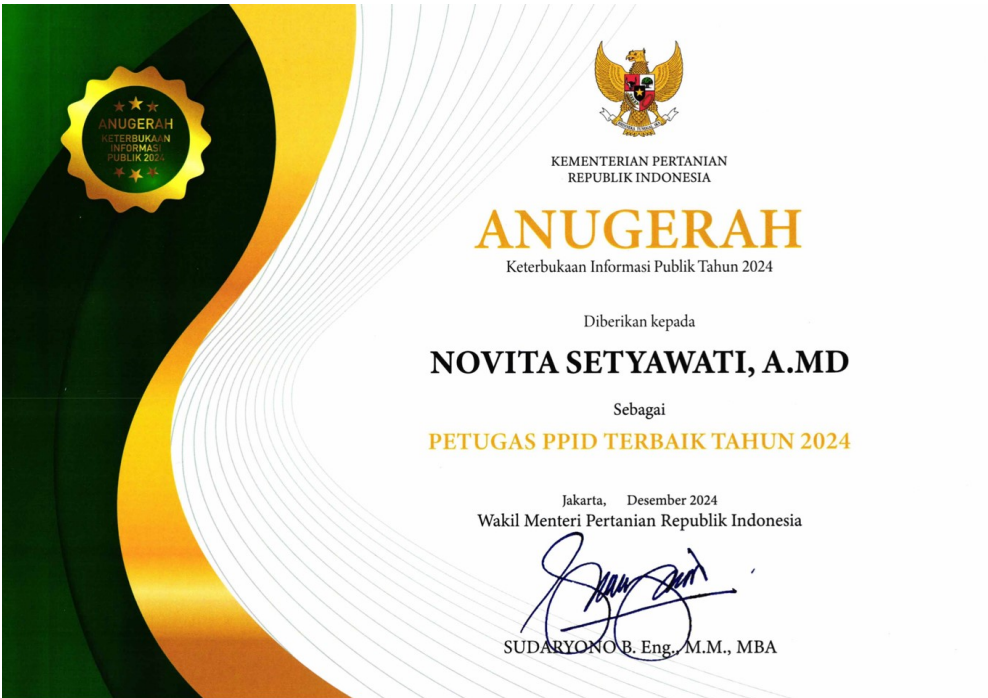 ANUGERAH
KETERBUKAAN
INFORMASI
PUBLIK 2024
KEMENTERIAN PERTANIAN
REPUBLIK INDONESIA
ANUGERAH
Keterbukaan Informasi Publik Tahun 2024
Diberikan kepada
NOVITA SETYAWATI, A.MD
Sebagai
PETUGAS PPID TERBAIK TAHUN 2024
Jakarta, Desember 2024
Wakil Menteri Pertanian Republik Indonesia
SUDARYONO B. Eng., M.M., MBA